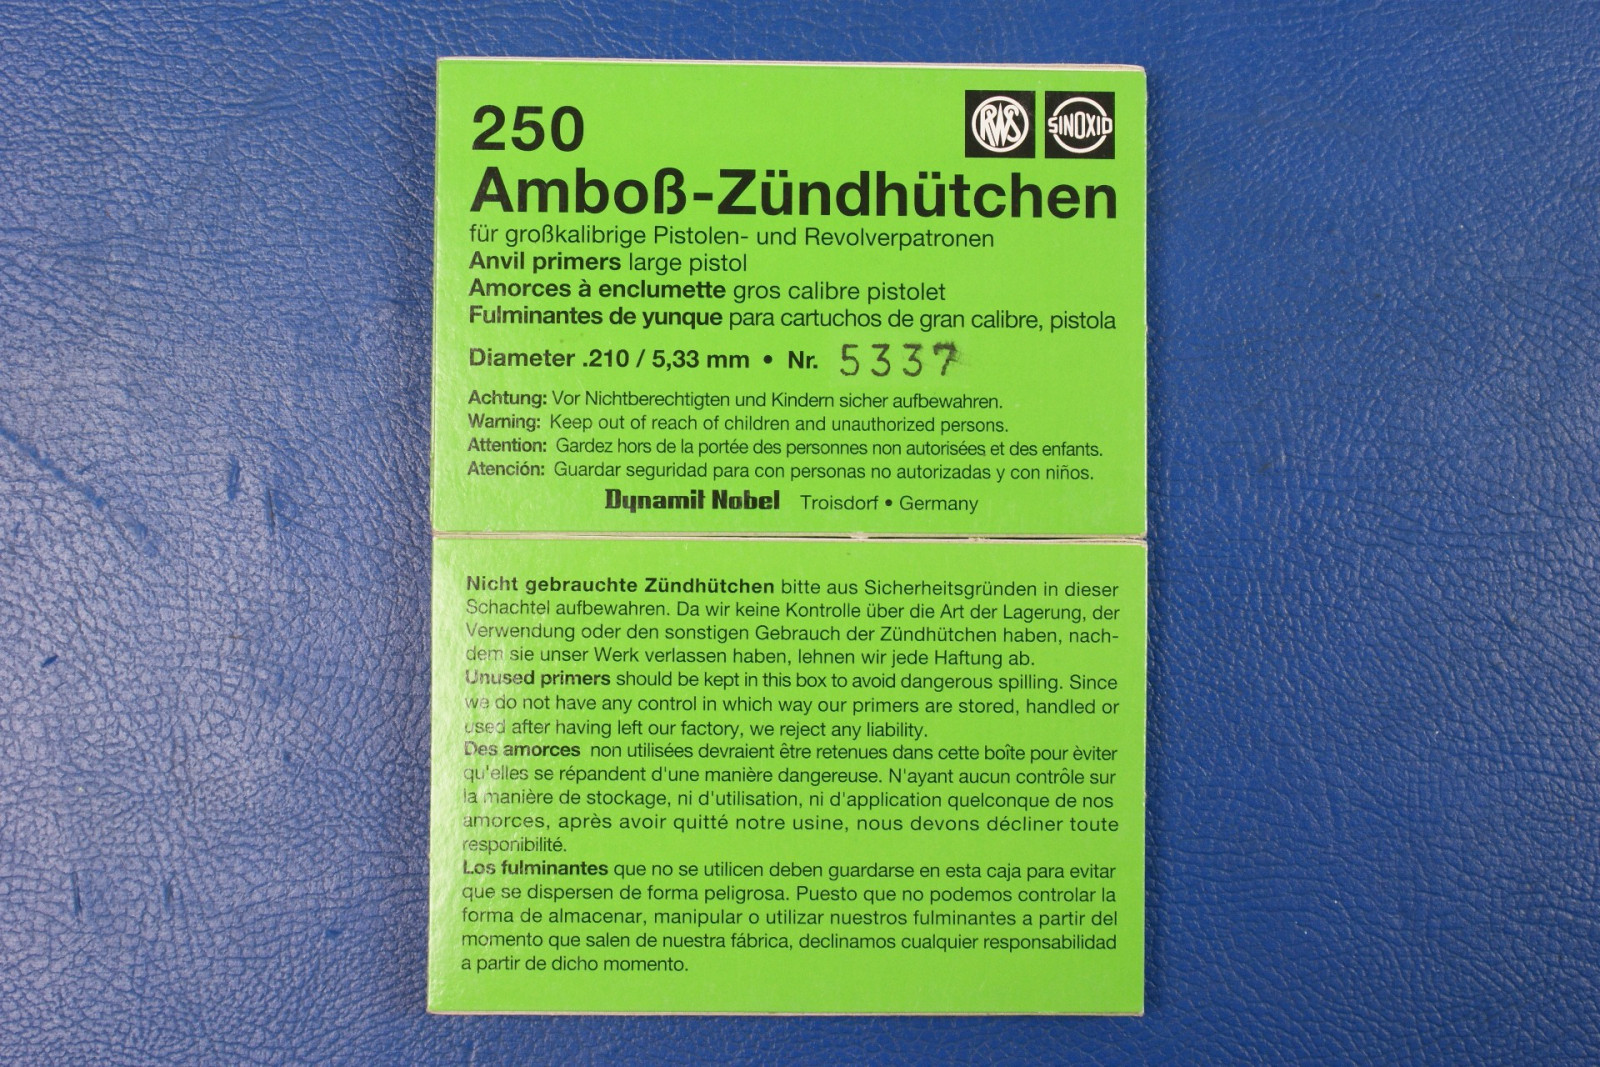 250
RWS
SINOXID
Amboß-Zündhütchen
für großkalibrige Pistolen- und Revolverpatronen
Anvil primers large pistol
Amorces à enclumette gros calibre pistolet
Fulminantes de yunque para cartuchos de gran calibre, pistola
Diameter .210 / 5,33 mm • Nr. 5337
Achtung: Vor Nichtberechtigten und Kindern sicher aufbewahren.
Warning: Keep out of reach of children and unauthorized persons.
Attention: Gardez hors de la portée des personnes non autorisées et des enfants.
Atención: Guardar seguridad para con personas no autorizadas y con niños.
Dynamit Nobel Troisdorf • Germany
Nicht gebrauchte Zündhütchen bitte aus Sicherheitsgründen in dieser
Schachtel aufbewahren. Da wir keine Kontrolle über die Art der Lagerung, der
Verwendung oder den sonstigen Gebrauch der Zündhütchen haben, nach-
dem sie unser Werk verlassen haben, lehnen wir jede Haftung ab.
Unused primers should be kept in this box to avoid dangerous spilling. Since
we do not have any control in which way our primers are stored, handled or
used after having left our factory, we reject any liability.
Des amorces non utilisées devraient être retenues dans cette boîte pour èviter
qu'elles se répandent d'une manière dangereuse. N'ayant aucun contrôle sur
la manière de stockage, ni d'utilisation, ni d'application quelconque de nos
amorces, après avoir quitté notre usine, nous devons décliner toute
responibilité.
Los fulminantes que no se utilicen deben guardarse en esta caja para evitar
que se dispersen de forma peligrosa. Puesto que no podemos controlar la
forma de almacenar, manipular o utilizar nuestros fulminantes a partir del
momento que salen de nuestra fábrica, declinamos cualquier responsabilidad
a partir de dicho momento.